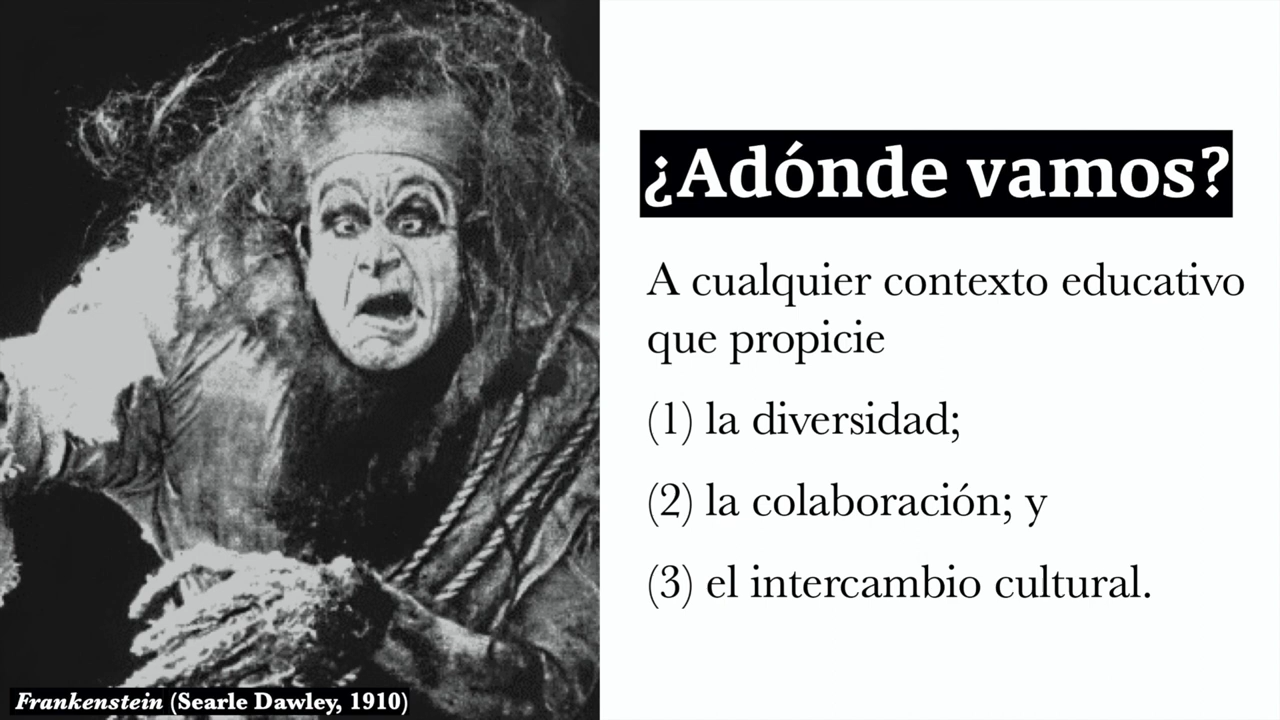 ¿Adónde vamos?
A cualquier contexto educativo
que propicie
(1) la diversidad;
(2) la colaboración; y
(3) el intercambio cultural.
Frankenstein (Searle Dawley, 1910)